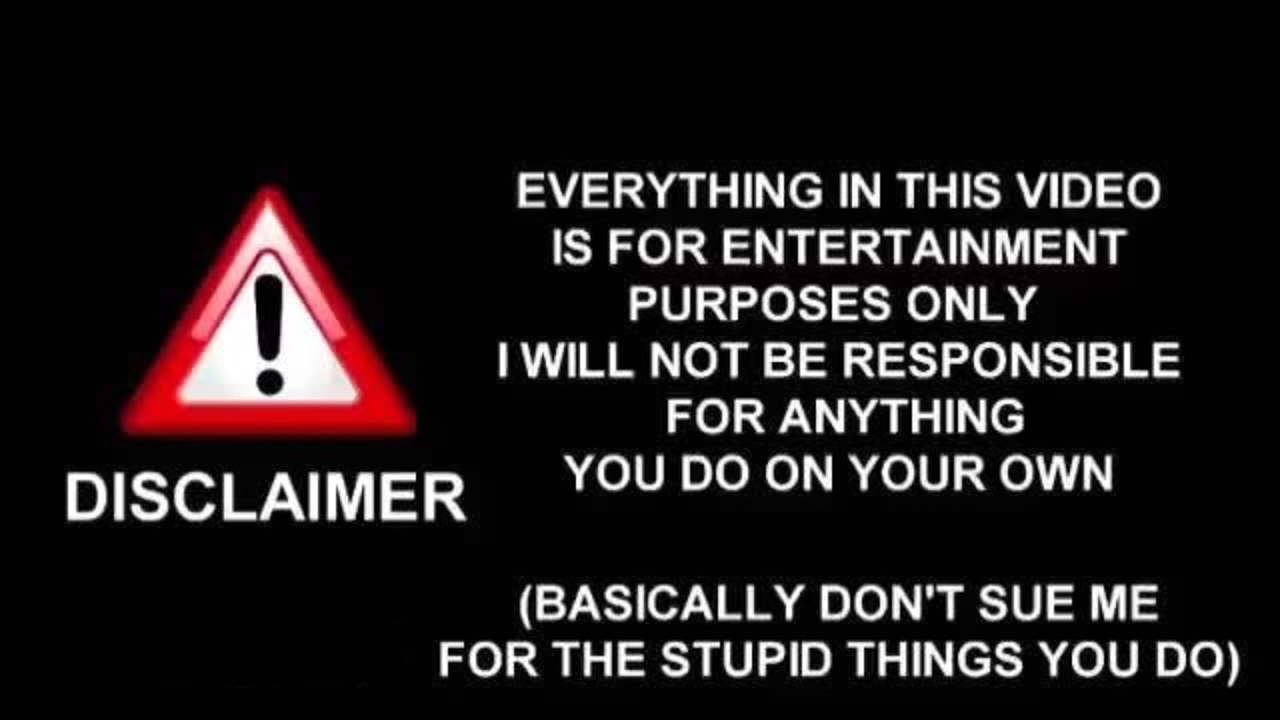 DISCLAIMER
EVERYTHING IN THIS VIDEO
IS FOR ENTERTAINMENT
PURPOSES ONLY
I WILL NOT BE RESPONSIBLE
FOR ANYTHING
YOU DO ON YOUR OWN
(BASICALLY DON'T SUE ME
FOR THE STUPID THINGS YOU DO)